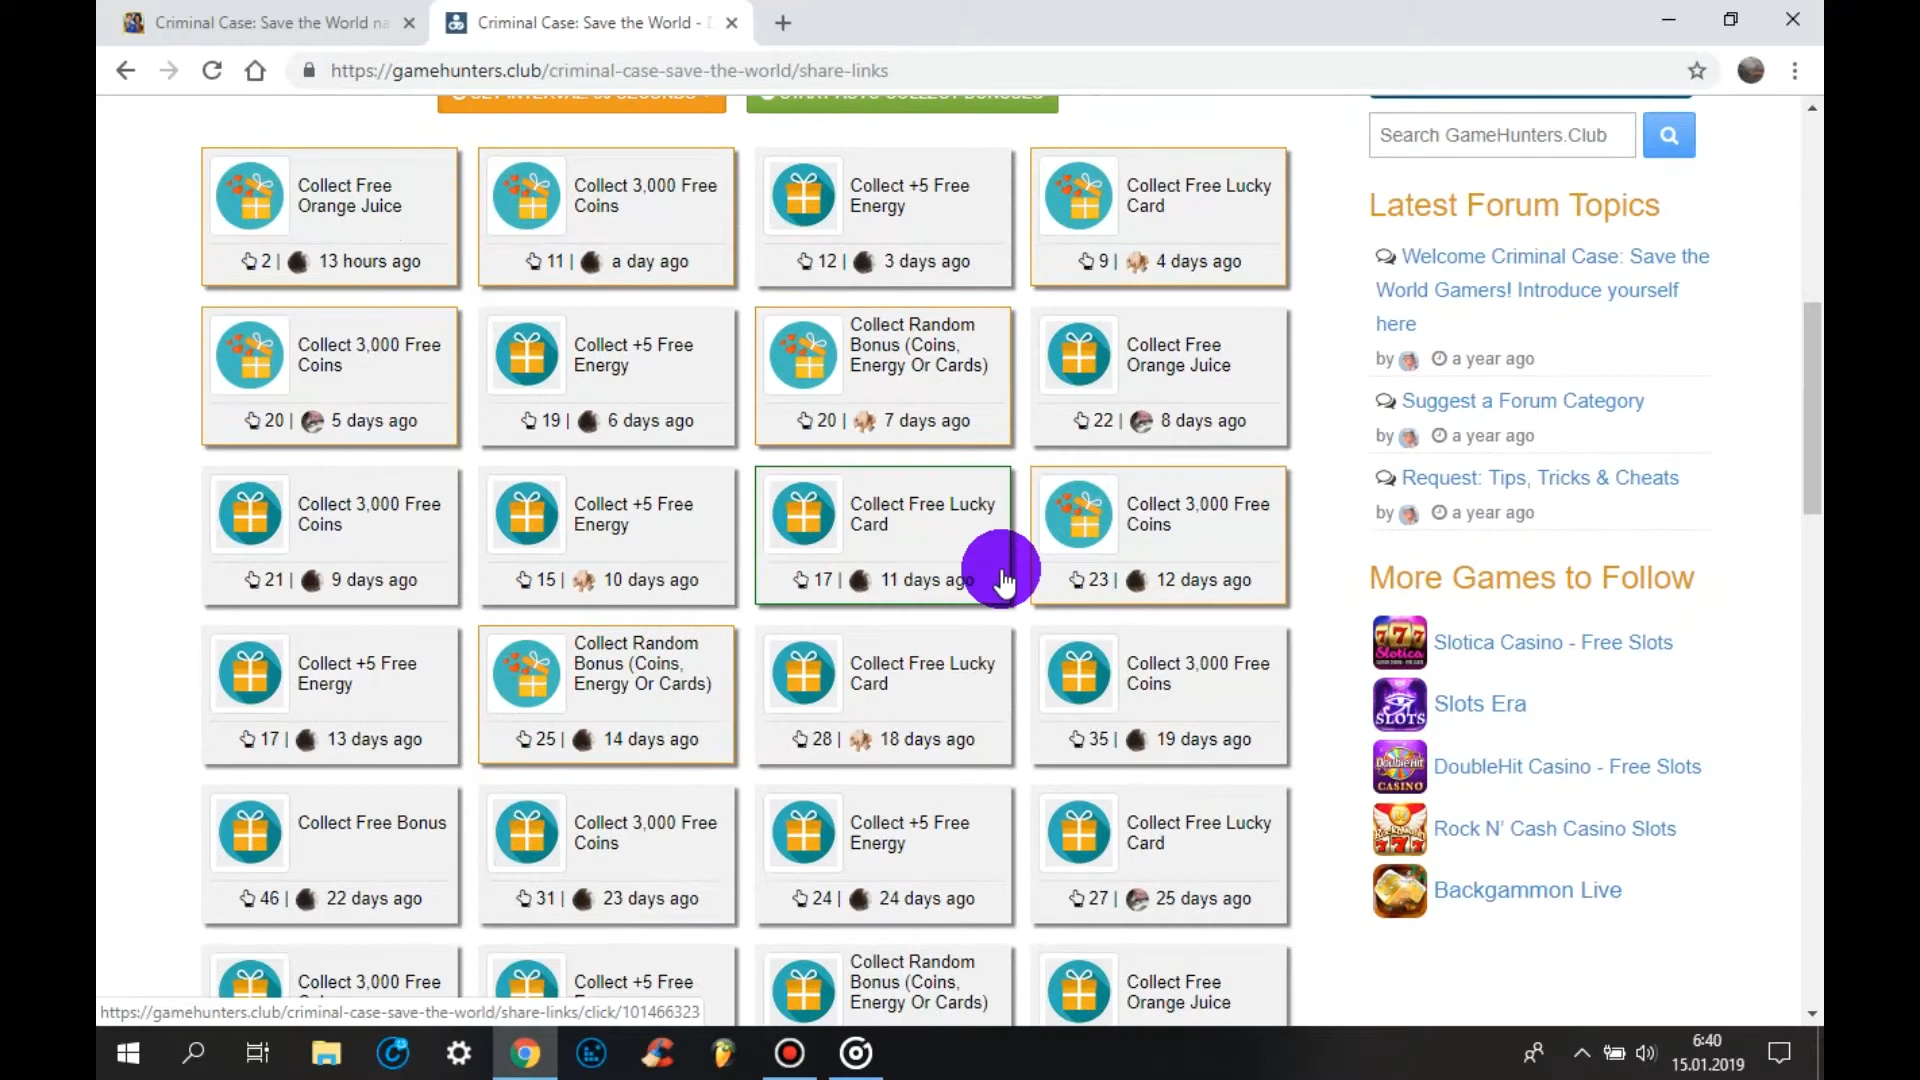 Criminal Case: Save the World na
Criminal Case: Save the World -
https://gamehunters.club/criminal-case-save-the-world/share-links
Search GameHunters.Club
Collect Free
Orange Juice
2 | 13 hours ago
Collect 3,000 Free
Coins
11 | a day ago
Collect +5 Free
Energy
12 | 3 days ago
Collect Free Lucky
Card
9 | 4 days ago
Collect 3,000 Free
Coins
20 | 5 days ago
Collect +5 Free
Energy
19 | 6 days ago
Collect Random
Bonus (Coins,
Energy Or Cards)
20 | 7 days ago
Collect Free
Orange Juice
22 | 8 days ago
Collect 3,000 Free
Coins
21 | 9 days ago
Collect +5 Free
Energy
15 | 10 days ago
Collect Free Lucky
Card
17 | 11 days ago
Collect 3,000 Free
Coins
23 | 12 days ago
Collect +5 Free
Energy
17 | 13 days ago
Collect Random
Bonus (Coins,
Energy Or Cards)
25 | 14 days ago
Collect Free Lucky
Card
28 | 18 days ago
Collect 3,000 Free
Coins
35 | 19 days ago
Collect Free Bonus
46 | 22 days ago
Collect 3,000 Free
Coins
31 | 23 days ago
Collect +5 Free
Energy
24 | 24 days ago
Collect Free Lucky
Card
27 | 25 days ago
Collect 3,000 Free
Collect +5 Free
Collect Random
Bonus (Coins,
Energy Or Cards)
Collect Free
Orange Juice
Latest Forum Topics
Welcome Criminal Case: Save the
World Gamers! Introduce yourself
here
by a year ago
Suggest a Forum Category
by a year ago
Request: Tips, Tricks & Cheats
by a year ago
More Games to Follow
Slotica Casino - Free Slots
Slots Era
DoubleHit Casino - Free Slots
Rock N' Cash Casino Slots
Backgammon Live
https://gamehunters.club/criminal-case-save-the-world/share-links/click/101466323
6:40
15.01.2019